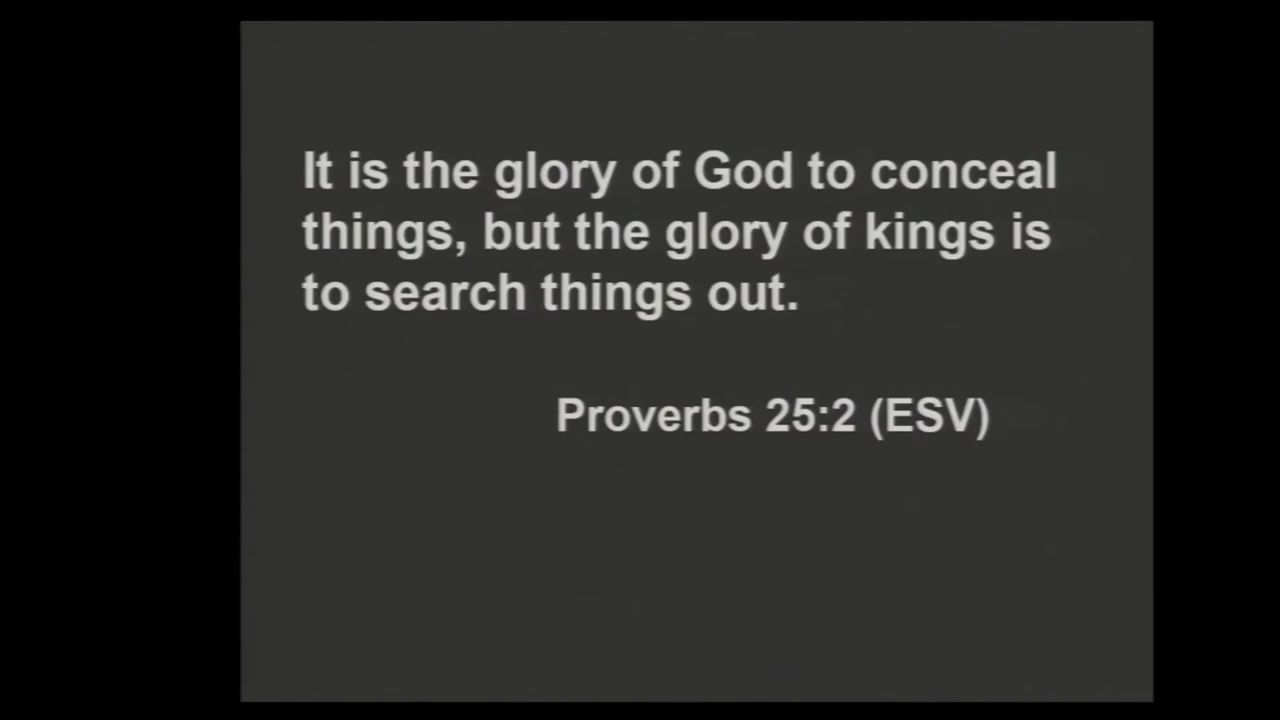 It is the glory of God to conceal
things, but the glory of kings is
to search things out.
Proverbs 25:2 (ESV)